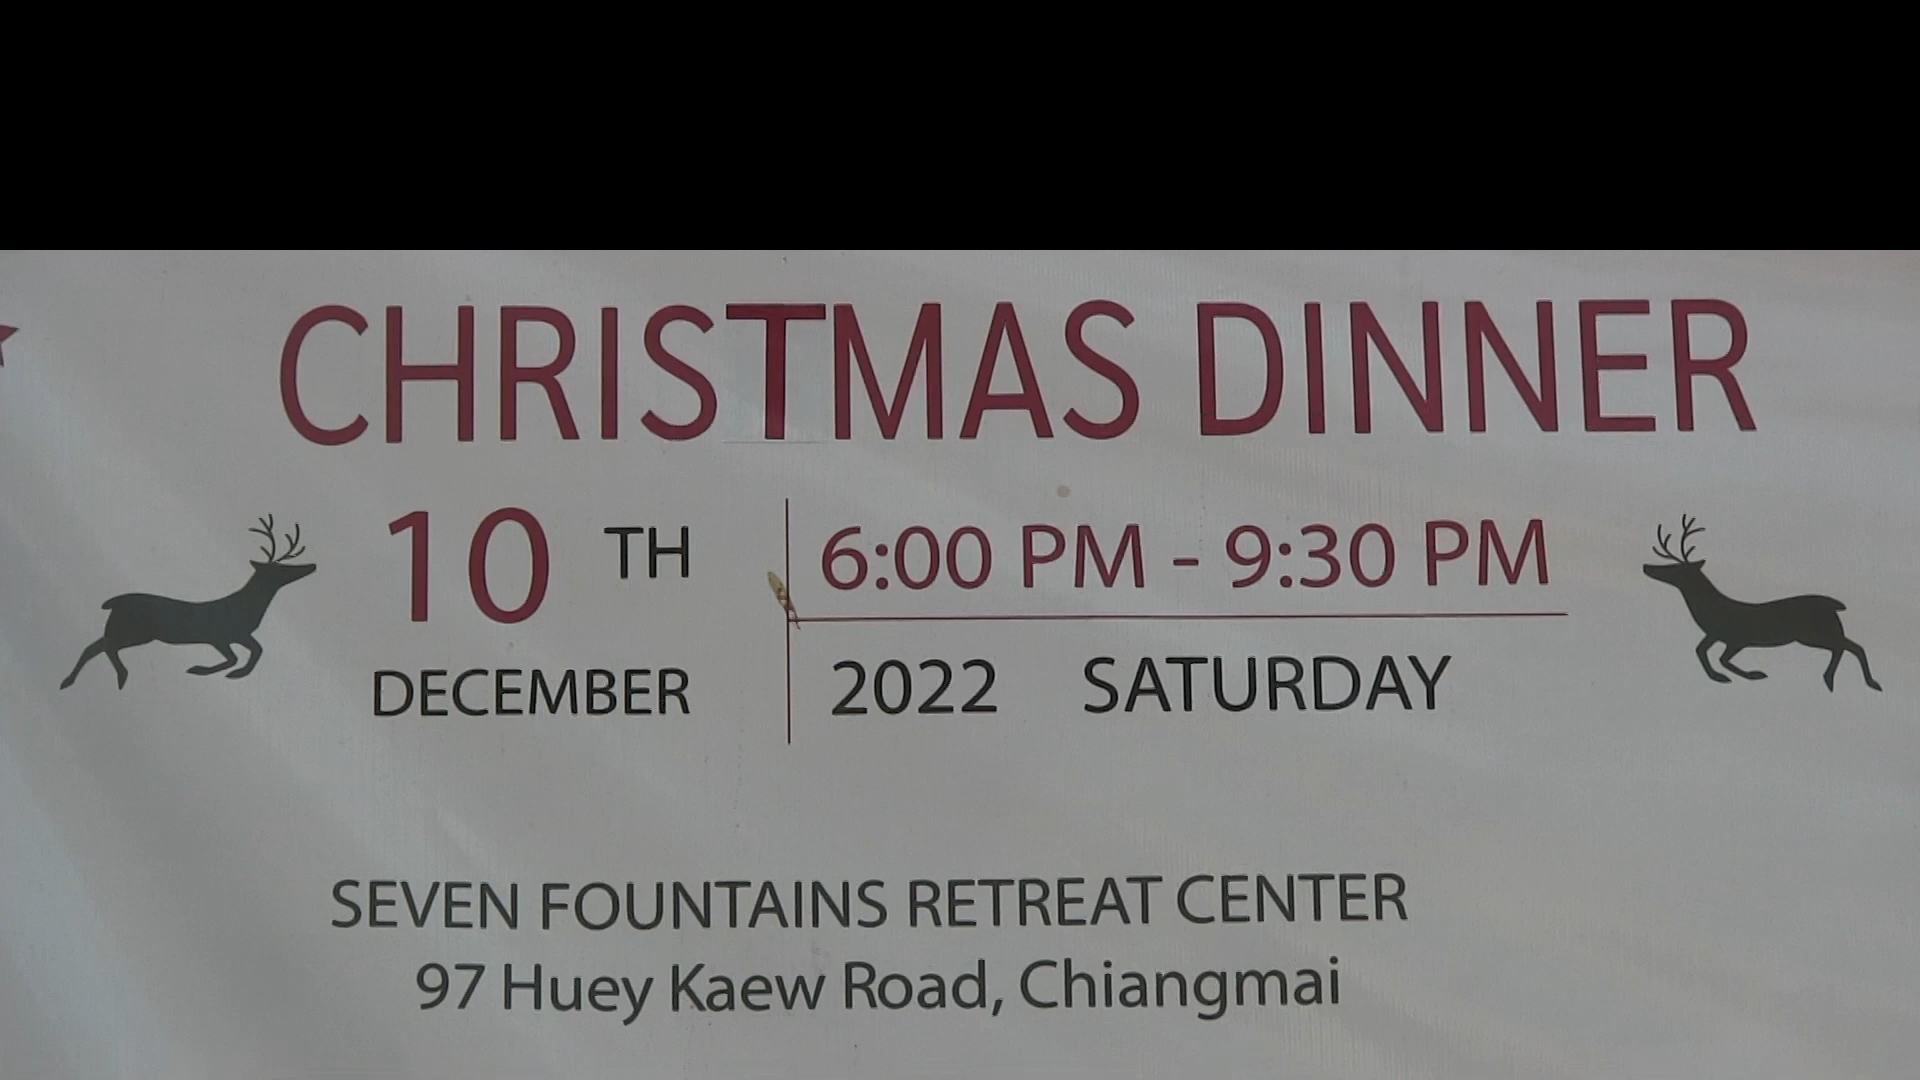 CHRISTMAS DINNER
10 TH
DECEMBER
6:00 PM - 9:30 PM
2022 SATURDAY
SEVEN FOUNTAINS RETREAT CENTER
97 Huey Kaew Road, Chiangmai